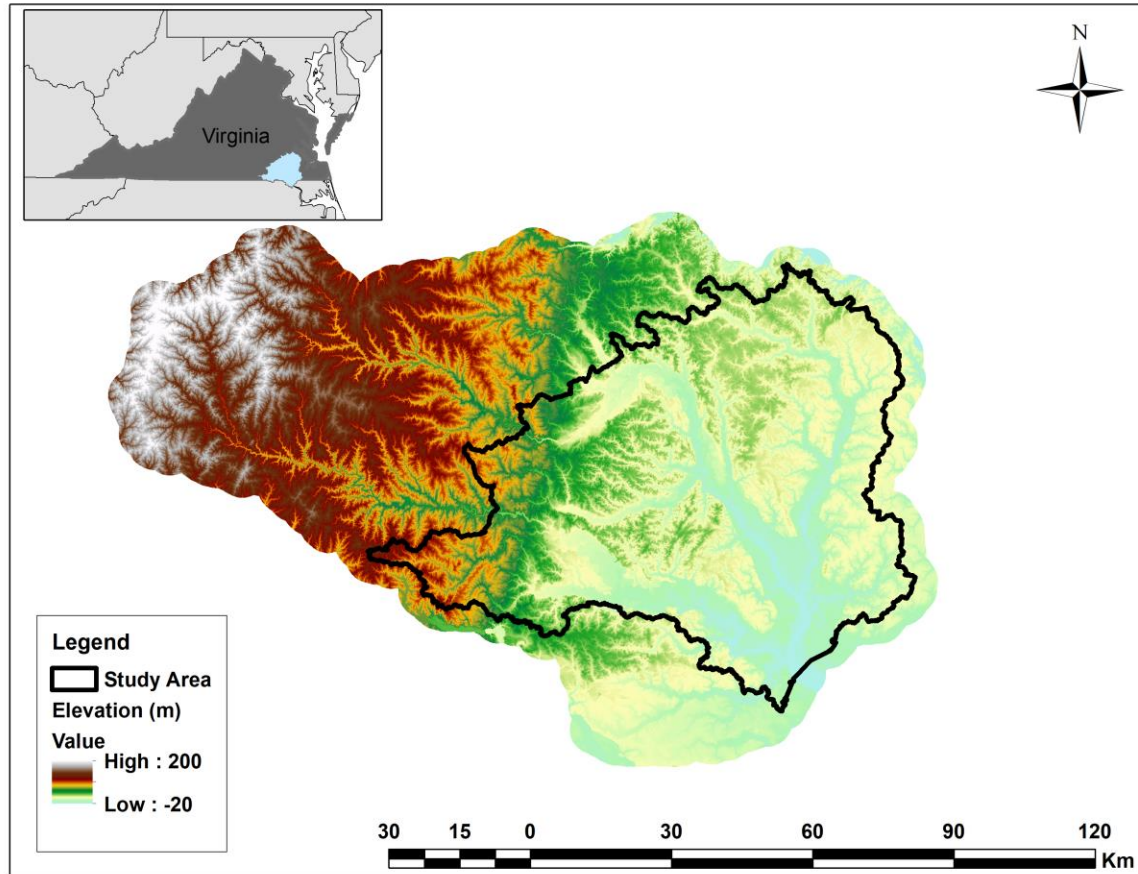 Virginia
N
Legend
Study Area
Elevation (m)
Value
High : 200
Low : -20
30 15 0 30 60 90 120
Km